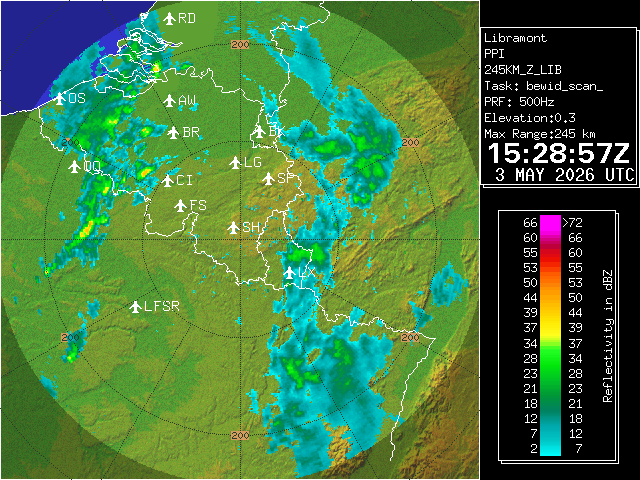 RD
200
OS
AW
BR
BK
200
WO
LG
CI
SP
FS
SH
LX
LFSR
200
200
200
Libramont
PPI
245KM_Z_LIB
Task: bewid_scan_
PRF: 500Hz
Elevation:0.3
Max Range:245 km
15:28:57Z
3 MAY 2026 UTC
66 >72
60 66
55 60
53 55
50 53
44 50
39 44
37 39
34 37
28 34
23 28
21 23
18 21
12 18
7 12
2 7
Reflectivity in dBZ